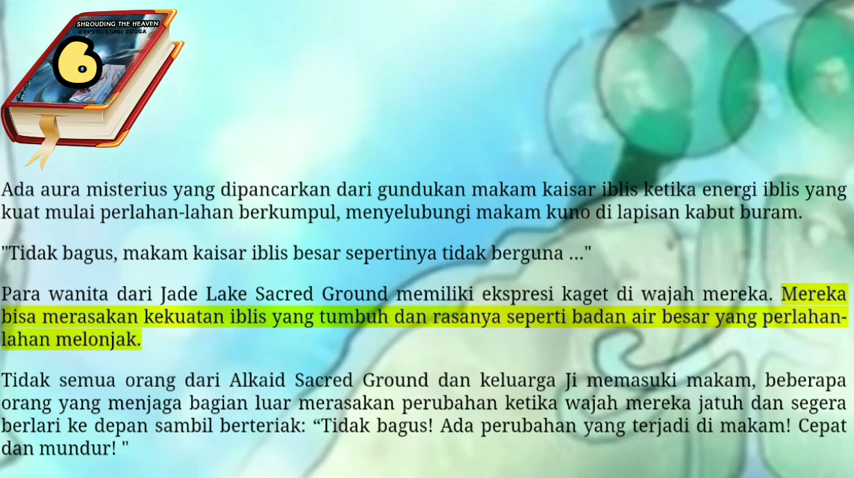 SHROUDING THE HEAVEN
6
Ada aura misterius yang dipancarkan dari gundukan makam kaisar iblis ketika energi iblis yang
kuat mulai perlahan-lahan berkumpul, menyelubungi makam kuno di lapisan kabut buram.
"Tidak bagus, makam kaisar iblis besar sepertinya tidak berguna ..."
Para wanita dari Jade Lake Sacred Ground memiliki ekspresi kaget di wajah mereka. Mereka
bisa merasakan kekuatan iblis yang tumbuh dan rasanya seperti badan air besar yang perlahan-
lahan melonjak.
Tidak semua orang dari Alkaid Sacred Ground dan keluarga Ji memasuki makam, beberapa
orang yang menjaga bagian luar merasakan perubahan ketika wajah mereka jatuh dan segera
berlari ke depan sambil berteriak: “Tidak bagus! Ada perubahan yang terjadi di makam! Cepat
dan mundur! "